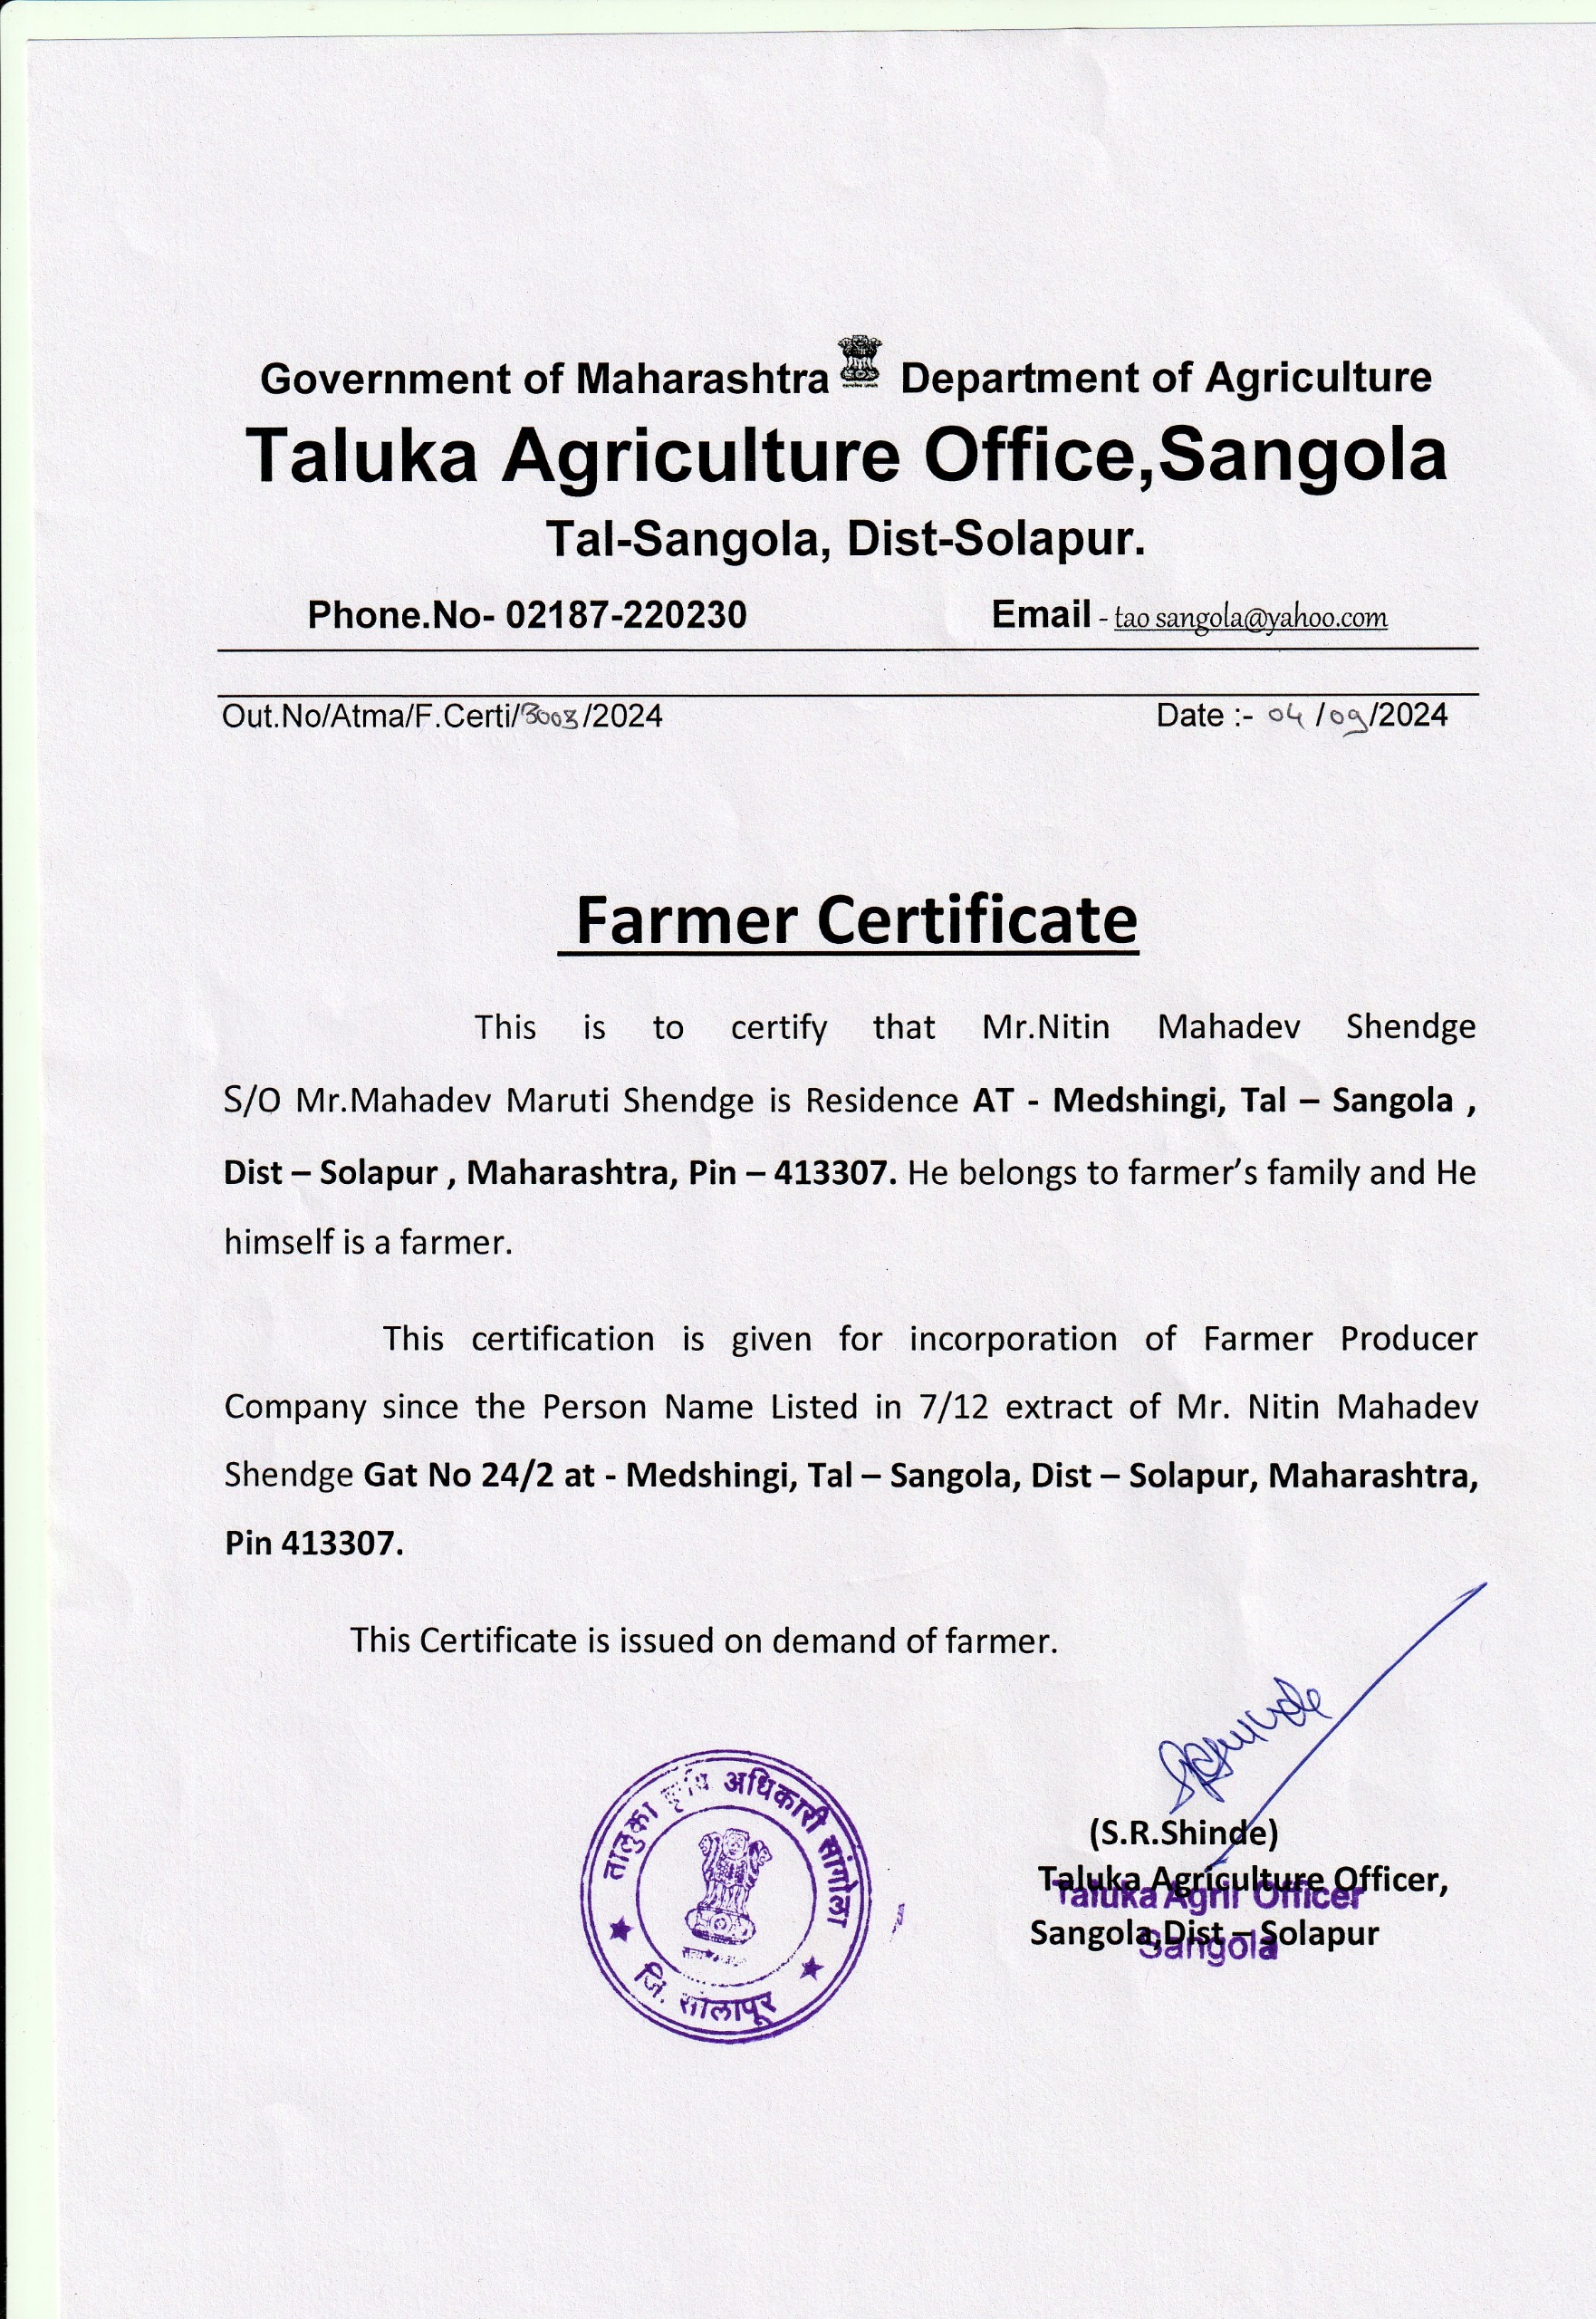 Government of Maharashtra Department of Agriculture
Taluka Agriculture Office,Sangola
Tal-Sangola, Dist-Solapur.
Phone.No- 02187-220230 Email - tao sangola@yahoo.com
Out.No/Atma/F.Certi/3003/2024 Date :- 04/09/2024
Farmer Certificate
This is to certify that Mr.Nitin Mahadev Shendge
S/O Mr.Mahadev Maruti Shendge is Residence AT - Medshingi, Tal – Sangola ,
Dist – Solapur , Maharashtra, Pin – 413307. He belongs to farmer’s family and He
himself is a farmer.
This certification is given for incorporation of Farmer Producer
Company since the Person Name Listed in 7/12 extract of Mr. Nitin Mahadev
Shendge Gat No 24/2 at - Medshingi, Tal – Sangola, Dist – Solapur, Maharashtra,
Pin 413307.
This Certificate is issued on demand of farmer.
तालुका कृषि अधिकारी सांगोला
जि. सोलापूर
(S.R.Shinde)
Taluka Agriculture Officer,
Taluka Agril Officer
Sangola,Dist – Solapur
Sangola